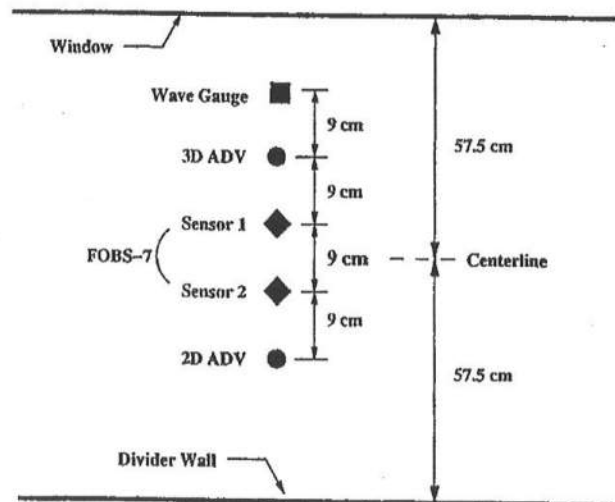 Window
Wave Gauge
9 cm
3D ADV
57.5 cm
9 cm
Sensor 1
FOBS–7
9 cm
Centerline
Sensor 2
9 cm
2D ADV
57.5 cm
Divider Wall